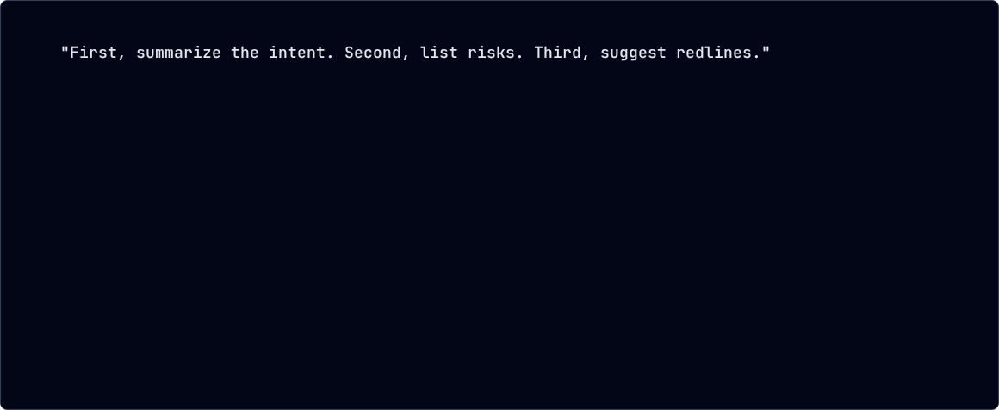 "First, summarize the intent. Second, list risks. Third, suggest redlines."